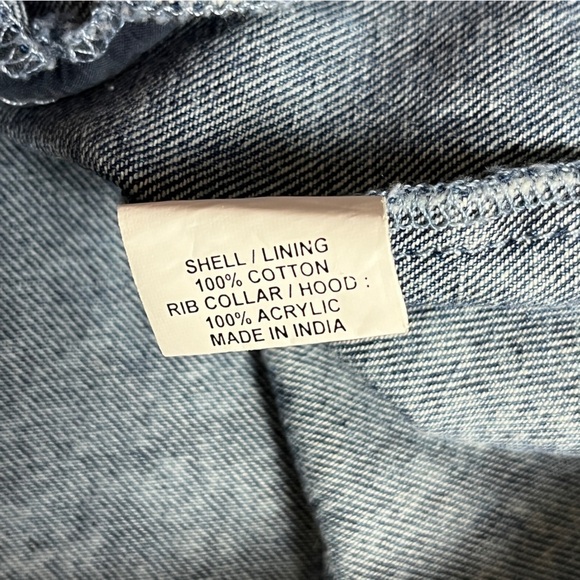 SHELL / LINING
100% COTTON
RIB COLLAR / HOOD :
100% ACRYLIC
MADE IN INDIA